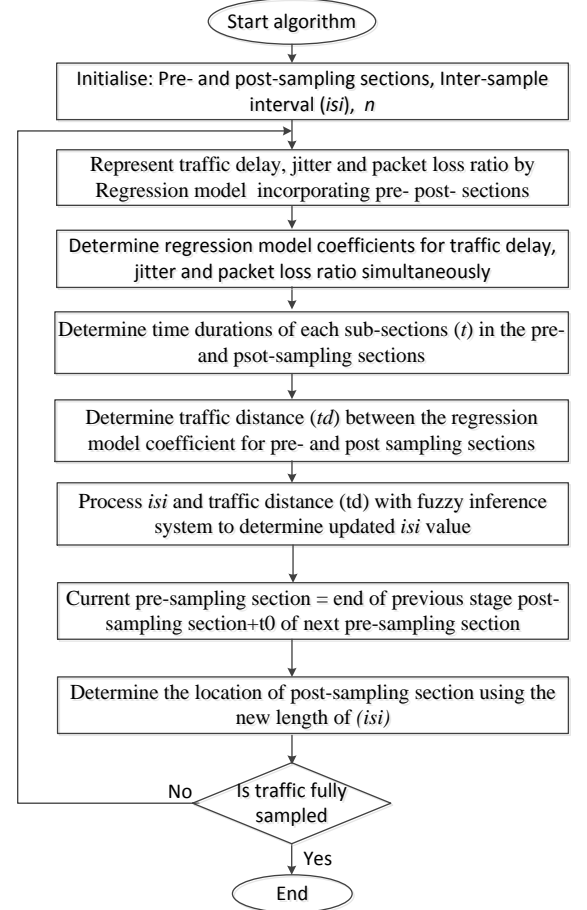 Start algorithm
Initialise: Pre- and post-sampling sections, Inter-sample
interval (isi), n
Represent traffic delay, jitter and packet loss ratio by
Regression model incorporating pre- post- sections
Determine regression model coefficients for traffic delay,
jitter and packet loss ratio simultaneously
Determine time durations of each sub-sections (t) in the pre-
and psot-sampling sections
Determine traffic distance (td) between the regression
model coefficient for pre- and post sampling sections
Process isi and traffic distance (td) with fuzzy inference
system to determine updated isi value
Current pre-sampling section = end of previous stage post-
sampling section+t0 of next pre-sampling section
Determine the location of post-sampling section using the
new length of (isi)
No
Is traffic fully
sampled
Yes
End